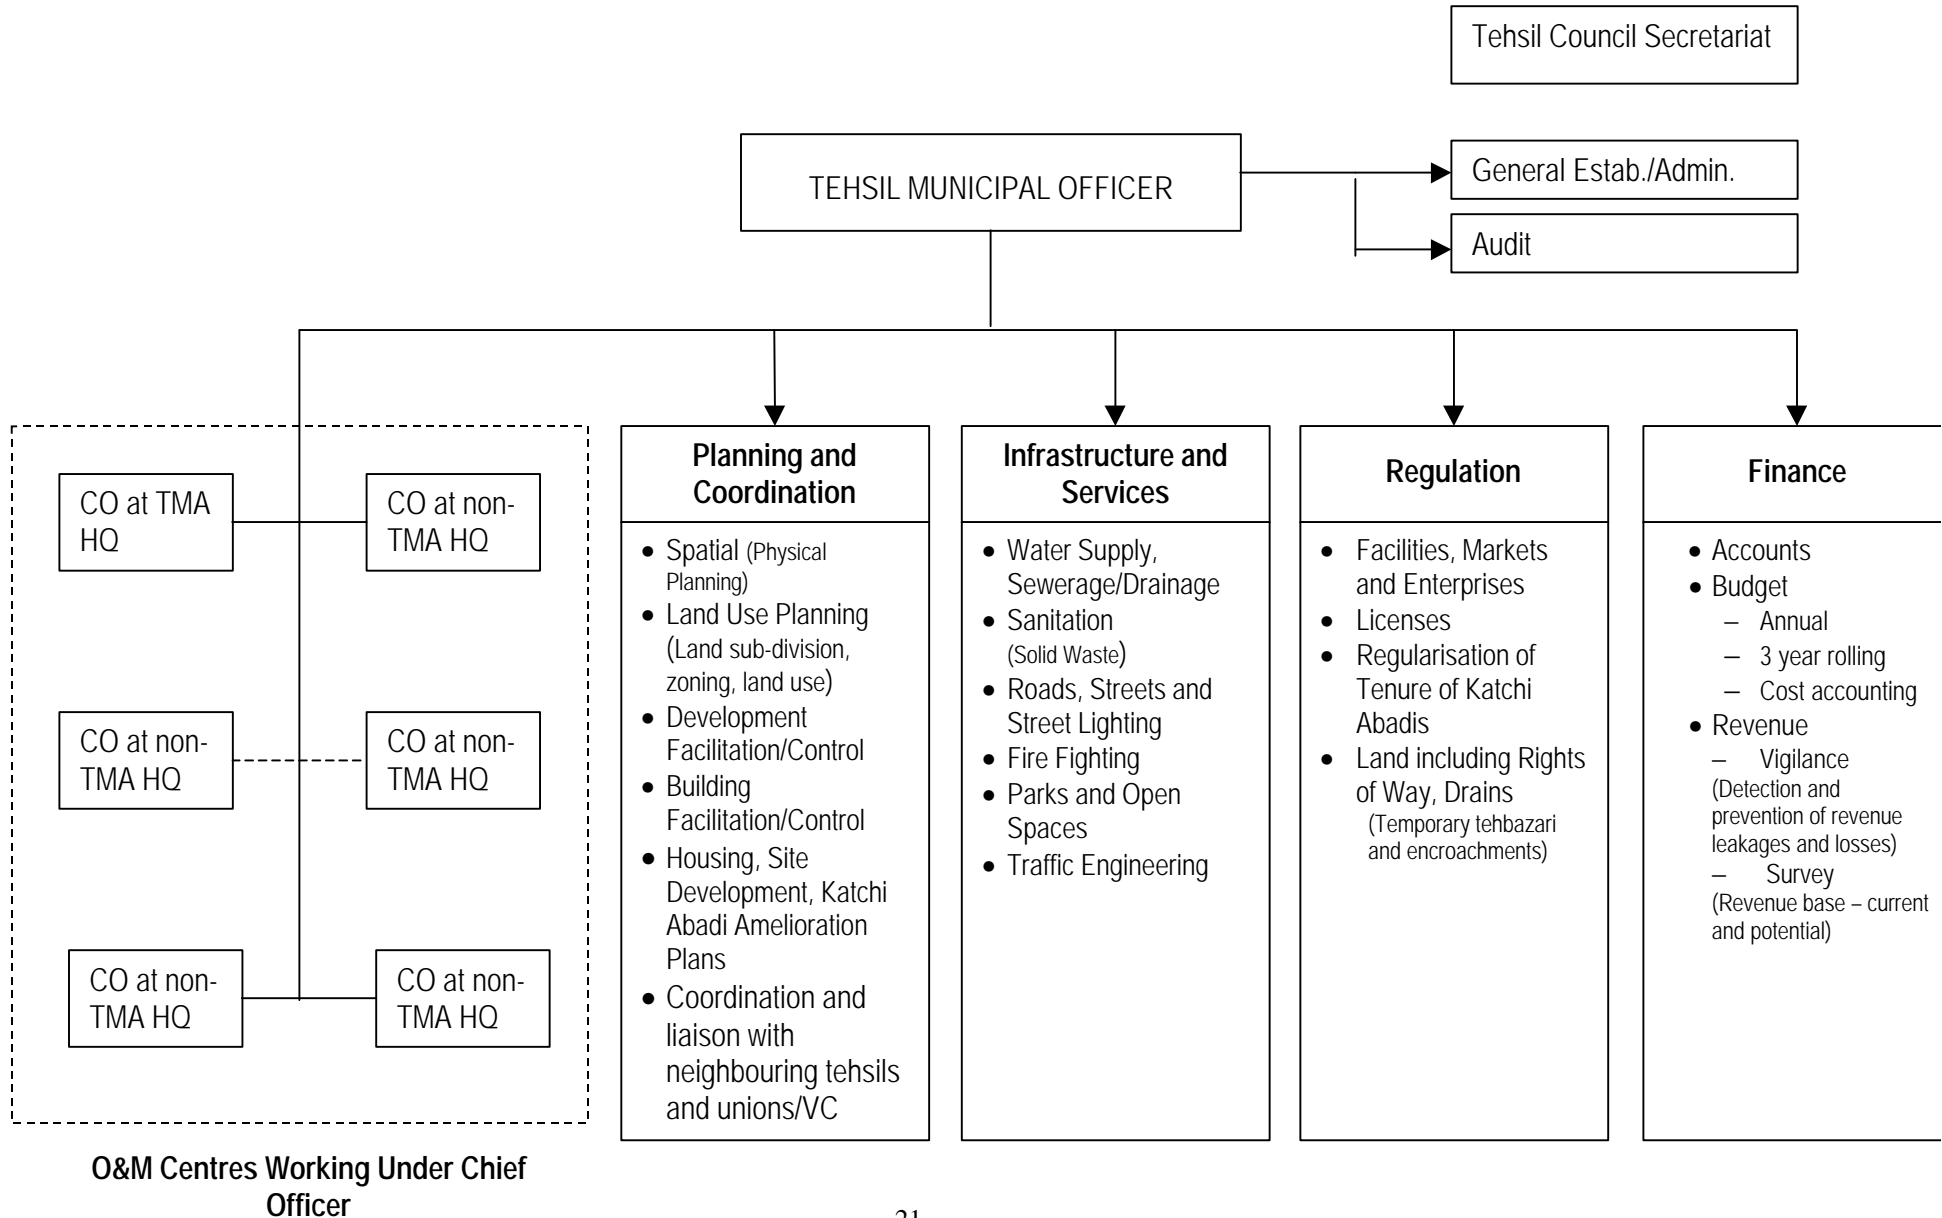 Tehsil Council Secretariat
TEHSIL MUNICIPAL OFFICER
General Estab./Admin.
Audit
CO at TMA
HQ
CO at non-
TMA HQ
CO at non-
TMA HQ
CO at non-
TMA HQ
CO at non-
TMA HQ
CO at non-
TMA HQ
O&M Centres Working Under Chief
Officer
Planning and
Coordination
• Spatial (Physical
Planning)
• Land Use Planning
(Land sub-division,
zoning, land use)
• Development
Facilitation/Control
• Building
Facilitation/Control
• Housing, Site
Development, Katchi
Abadi Amelioration
Plans
• Coordination and
liaison with
neighbouring tehsils
and unions/VC
Infrastructure and
Services
• Water Supply,
Sewerage/Drainage
• Sanitation
(Solid Waste)
• Roads, Streets and
Street Lighting
• Fire Fighting
• Parks and Open
Spaces
• Traffic Engineering
Regulation
• Facilities, Markets
and Enterprises
• Licenses
• Regularisation of
Tenure of Katchi
Abadis
• Land including Rights
of Way, Drains
(Temporary tehbazari
and encroachments)
Finance
• Accounts
• Budget
– Annual
– 3 year rolling
– Cost accounting
• Revenue
– Vigilance
(Detection and
prevention of revenue
leakages and losses)
– Survey
(Revenue base – current
and potential)
21